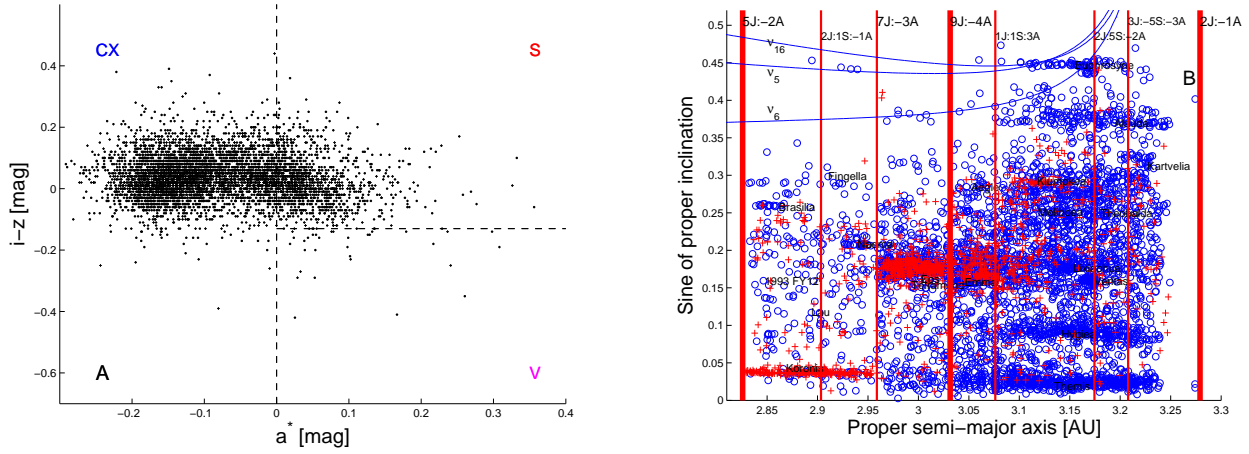 CX
S
A
V
0.4
0.2
0
−0.2
−0.4
−0.6
−0.2
−0.1
0
0.1
0.2
0.3
0.4
i−z [mag]
a* [mag]
5J:−2A
7J:−3A
9J:−4A
3J:−5S:−3A
2J:−1A
2J:1S:−1A
1J:1S:3A
2J:5S:−2A
B
ν16
ν5
ν6
Euphrosyne
Kartvelia
Fingella
Brasilia
1993 FY12
Lau
Koronis
Hygiea
Themis
0.5
0.45
0.4
0.35
0.3
0.25
0.2
0.15
0.1
0.05
0
2.85
2.9
2.95
3
3.05
3.1
3.15
3.2
3.25
3.3
Sine of proper inclination
Proper semi−major axis [AU]